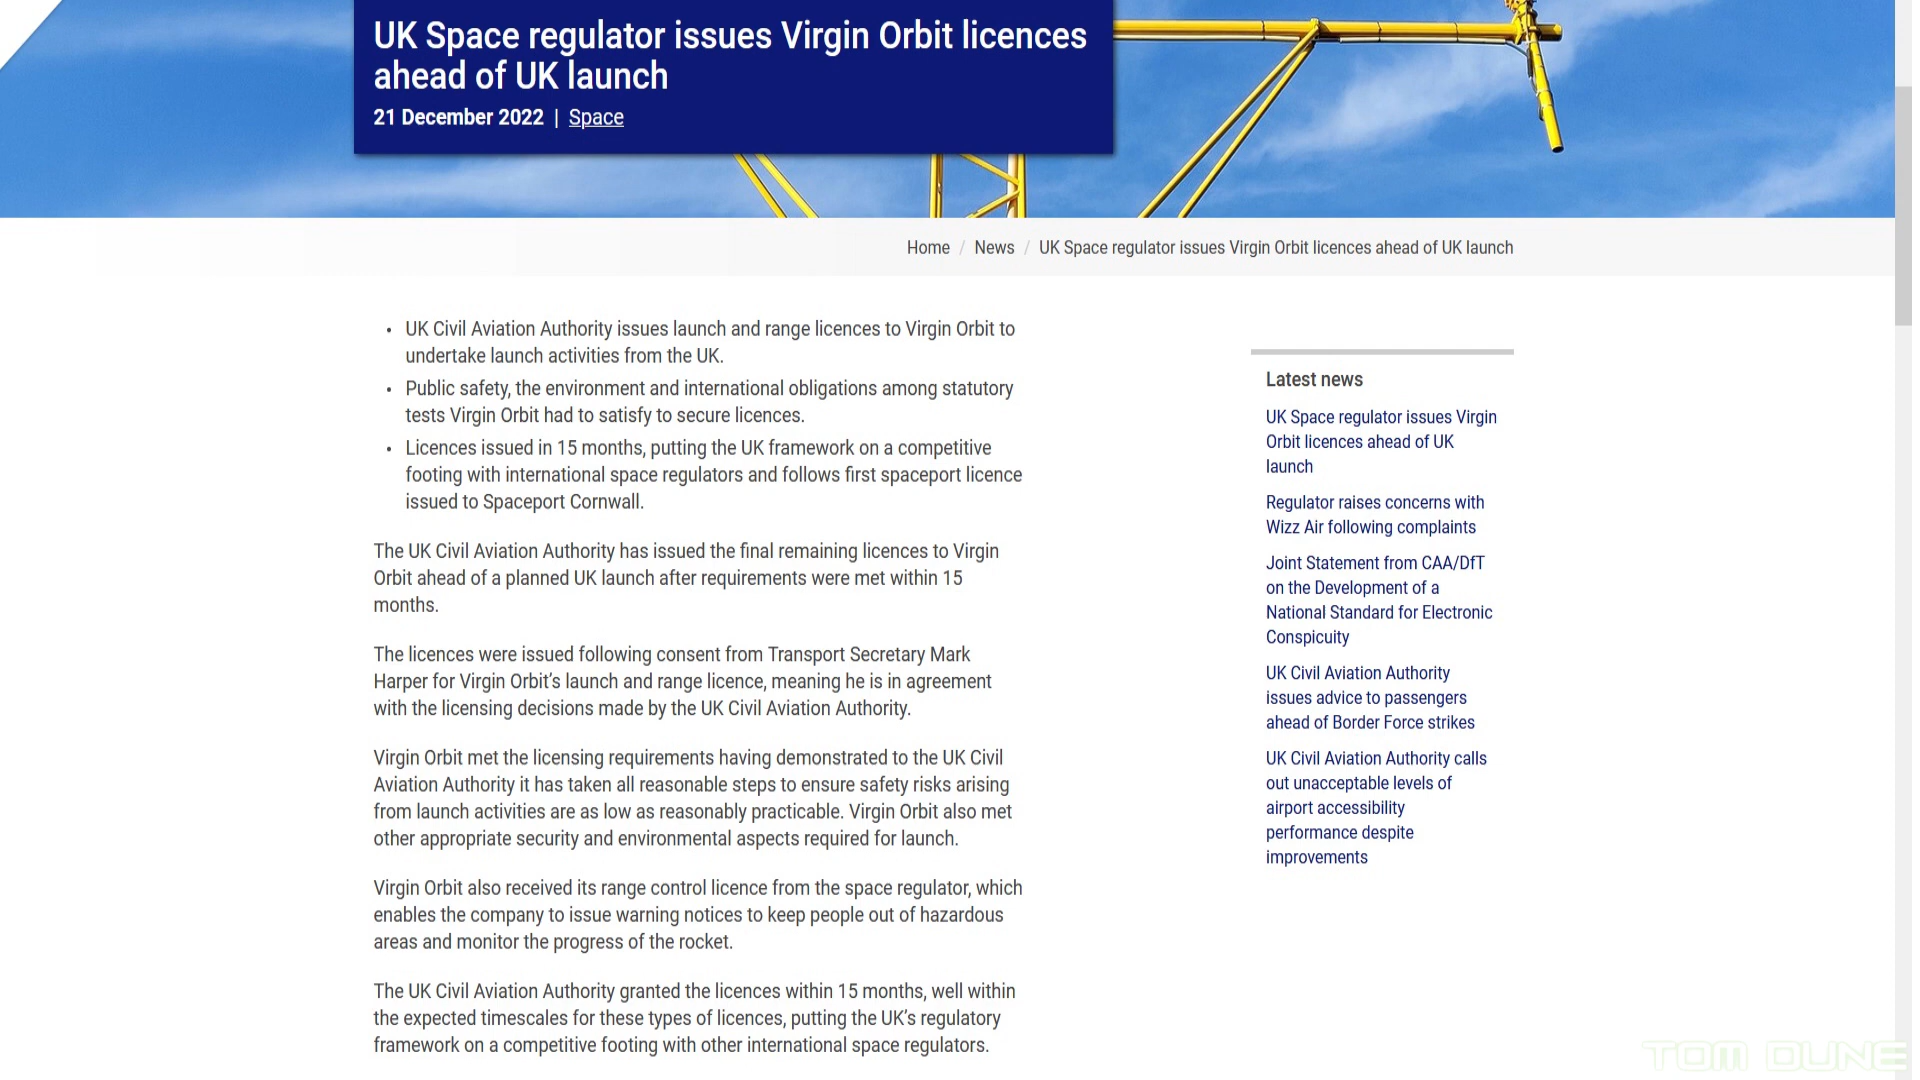 UK Space regulator issues Virgin Orbit licences
ahead of UK launch
21 December 2022 | Space
Home / News / UK Space regulator issues Virgin Orbit licences ahead of UK launch
• UK Civil Aviation Authority issues launch and range licences to Virgin Orbit to
undertake launch activities from the UK.
• Public safety, the environment and international obligations among statutory
tests Virgin Orbit had to satisfy to secure licences.
• Licences issued in 15 months, putting the UK framework on a competitive
footing with international space regulators and follows first spaceport licence
issued to Spaceport Cornwall.
The UK Civil Aviation Authority has issued the final remaining licences to Virgin
Orbit ahead of a planned UK launch after requirements were met within 15
months.
The licences were issued following consent from Transport Secretary Mark
Harper for Virgin Orbit’s launch and range licence, meaning he is in agreement
with the licensing decisions made by the UK Civil Aviation Authority.
Virgin Orbit met the licensing requirements having demonstrated to the UK Civil
Aviation Authority it has taken all reasonable steps to ensure safety risks arising
from launch activities are as low as reasonably practicable. Virgin Orbit also met
other appropriate security and environmental aspects required for launch.
Virgin Orbit also received its range control licence from the space regulator, which
enables the company to issue warning notices to keep people out of hazardous
areas and monitor the progress of the rocket.
The UK Civil Aviation Authority granted the licences within 15 months, well within
the expected timescales for these types of licences, putting the UK’s regulatory
framework on a competitive footing with other international space regulators.
Latest news
UK Space regulator issues Virgin
Orbit licences ahead of UK
launch
Regulator raises concerns with
Wizz Air following complaints
Joint Statement from CAA/DfT
on the Development of a
National Standard for Electronic
Conspicuity
UK Civil Aviation Authority
issues advice to passengers
ahead of Border Force strikes
UK Civil Aviation Authority calls
out unacceptable levels of
airport accessibility
performance despite
improvements
TOM DUNE